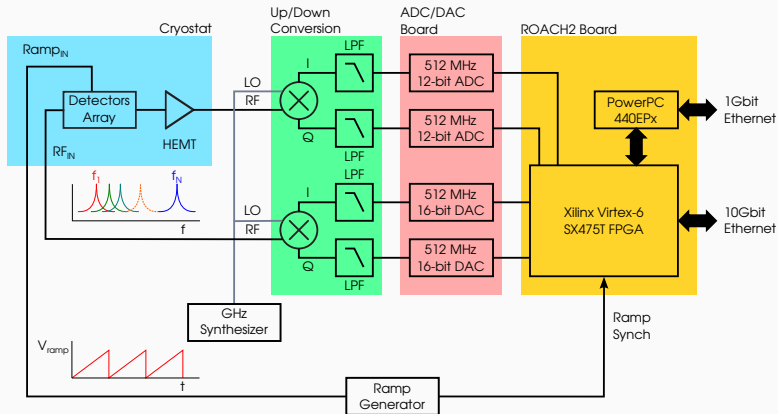 Up/Down
Conversion
ADC/DAC
Board
ROACH2 Board
Cryostat
Ramp_IN
LPF
I
512 MHz
12-bit ADC
LO
RF
Detectors
Array
HEMT
PowerPC
440EPx
1Gbit
Ethernet
RF_IN
Q
512 MHz
12-bit ADC
LPF
f_1
f_N
f
LPF
I
512 MHz
16-bit DAC
LO
RF
Xilinx Virtex-6
SX475T FPGA
10Gbit
Ethernet
Q
512 MHz
16-bit DAC
LPF
GHz
Synthesizer
Ramp
Synch
V_ramp
t
Ramp
Generator